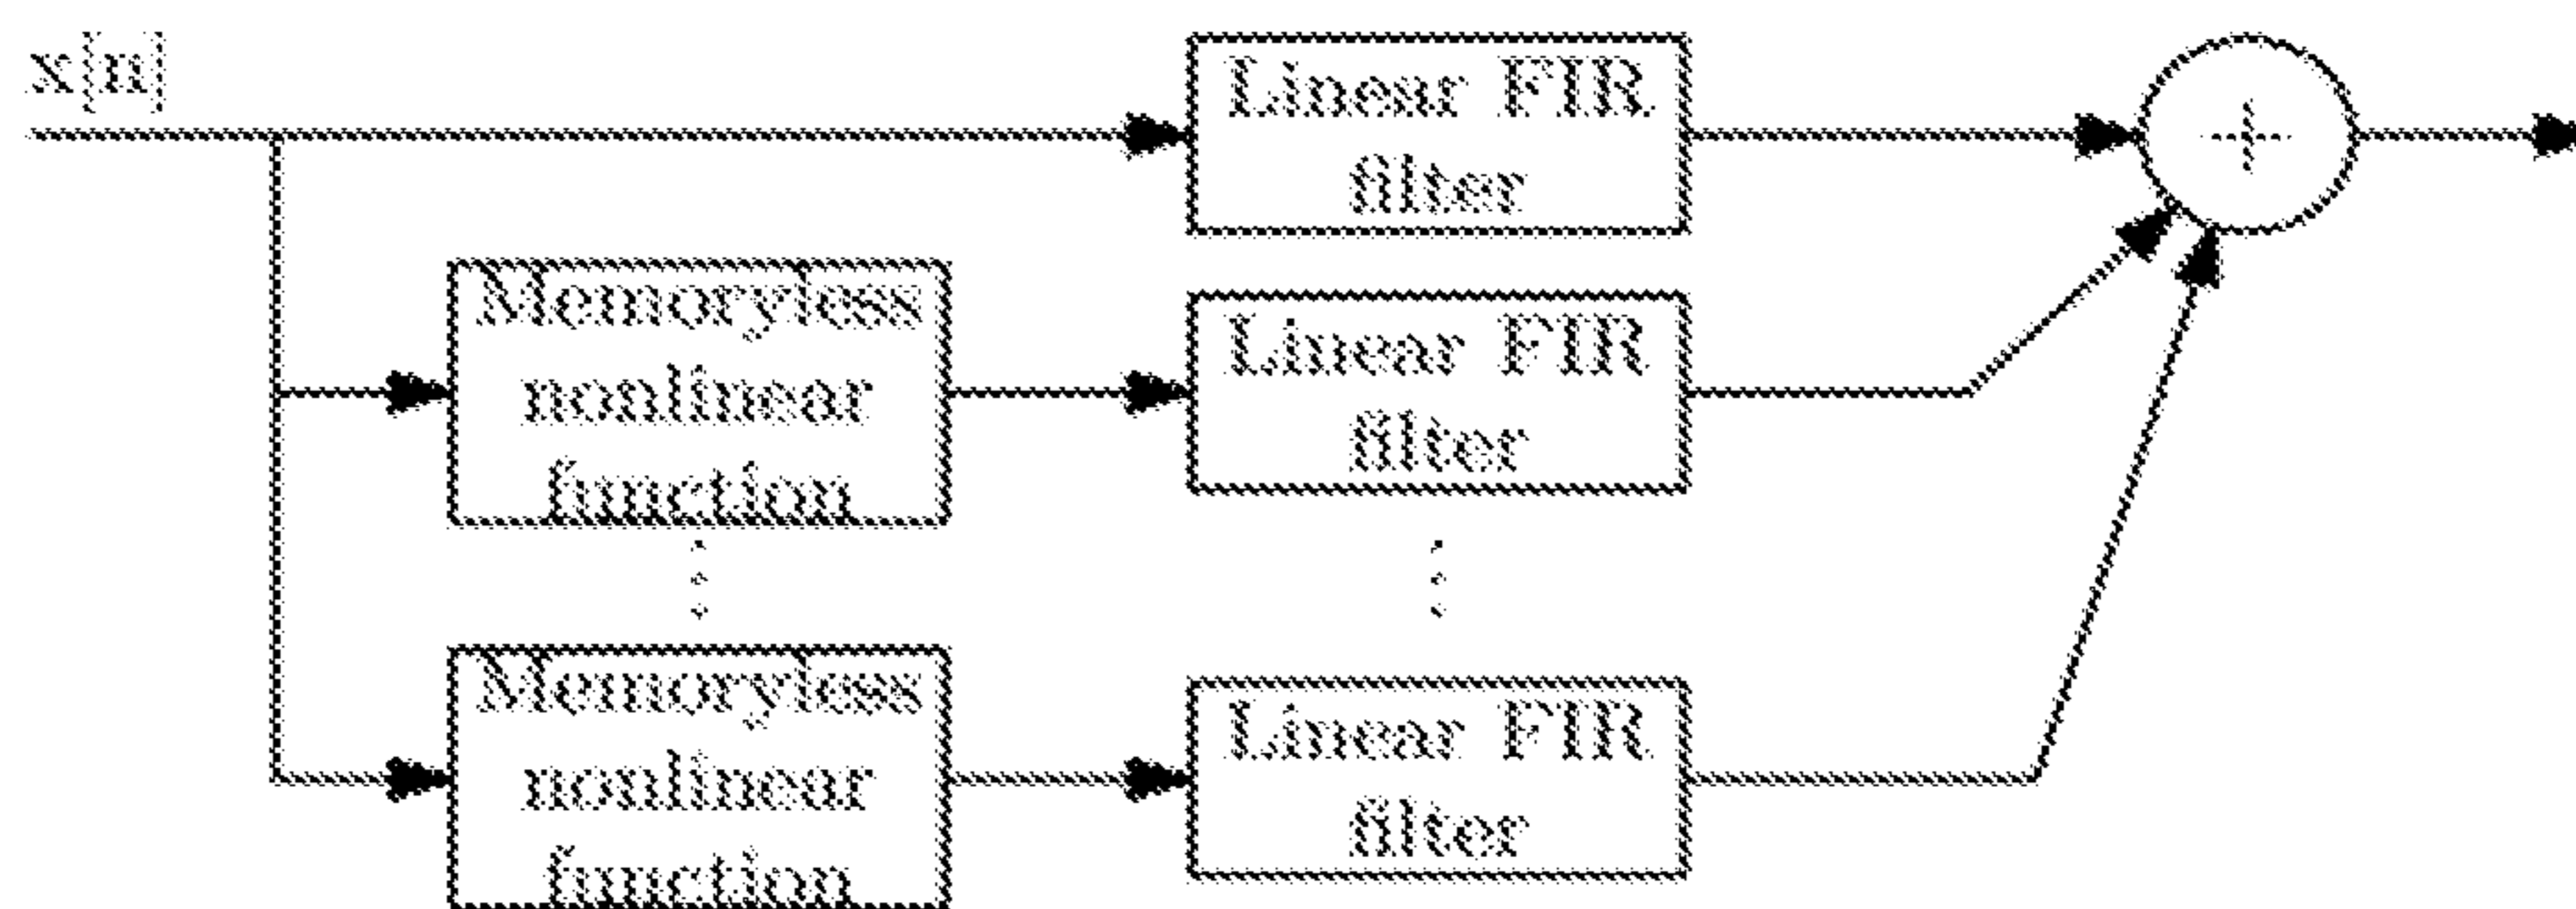 x[n]
Linear FIR
filter
+
Memoryless
nonlinear
function
Linear FIR
filter
Memoryless
nonlinear
function
Linear FIR
filter